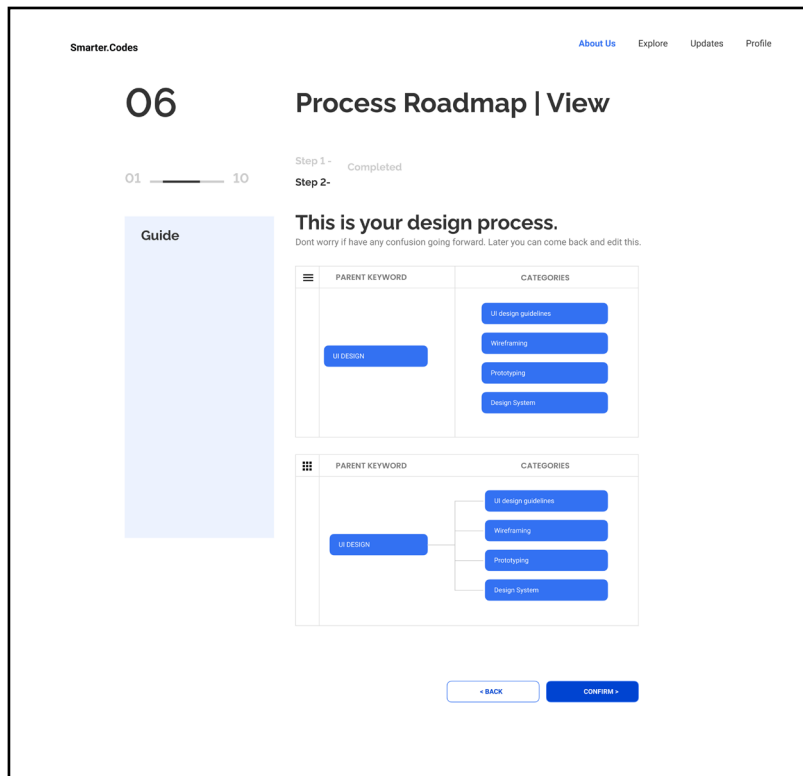 Smarter.Codes
About Us Explore Updates Profile
06
Process Roadmap | View
01 10
Step 1 - Completed
Step 2-
Guide
This is your design process.
Dont worry if have any confusion going forward. Later you can come back and edit this.
PARENT KEYWORD CATEGORIES
UI DESIGN
UI design guidelines
Wireframing
Prototyping
Design System
PARENT KEYWORD CATEGORIES
UI DESIGN
UI design guidelines
Wireframing
Prototyping
Design System
< BACK CONFIRM >